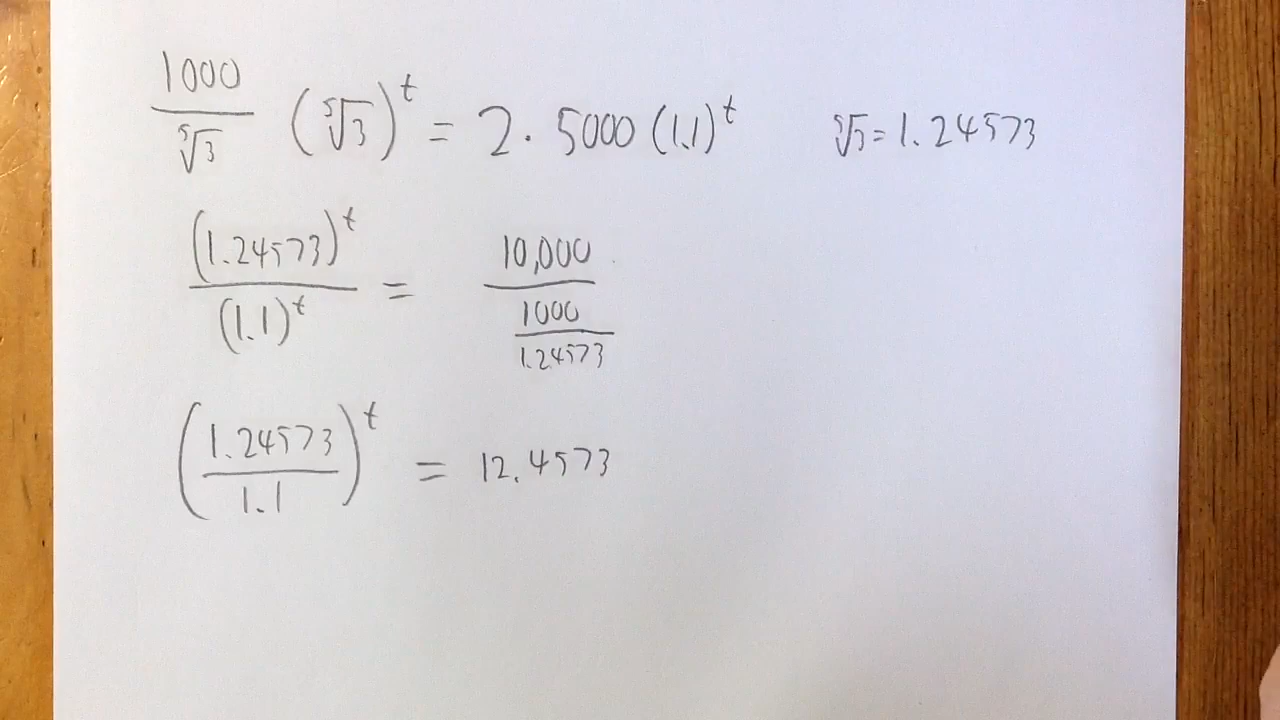 1000/⁵√3 (⁵√3)^t = 2 · 5000 (1.1)^t    ⁵√3 = 1.24573
(1.24573)^t / (1.1)^t = 10,000 / (1000 / 1.24573)
(1.24573 / 1.1)^t = 12.4573